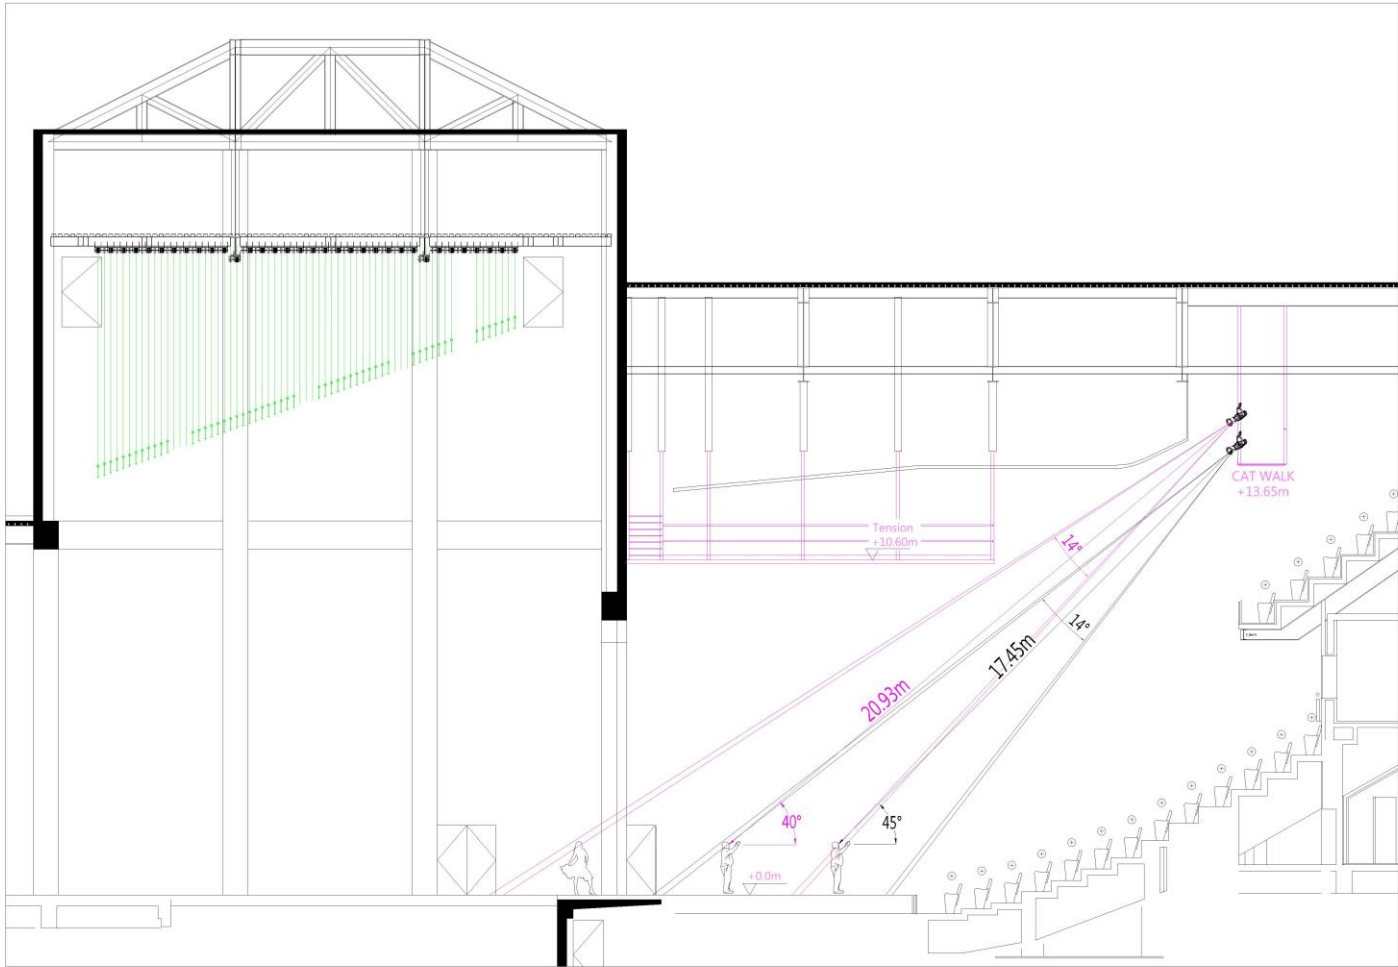 CAT WALK
+13.65m
Tension
+10.60m
14°
14°
17.45m
20.93m
40°
45°
+0.0m